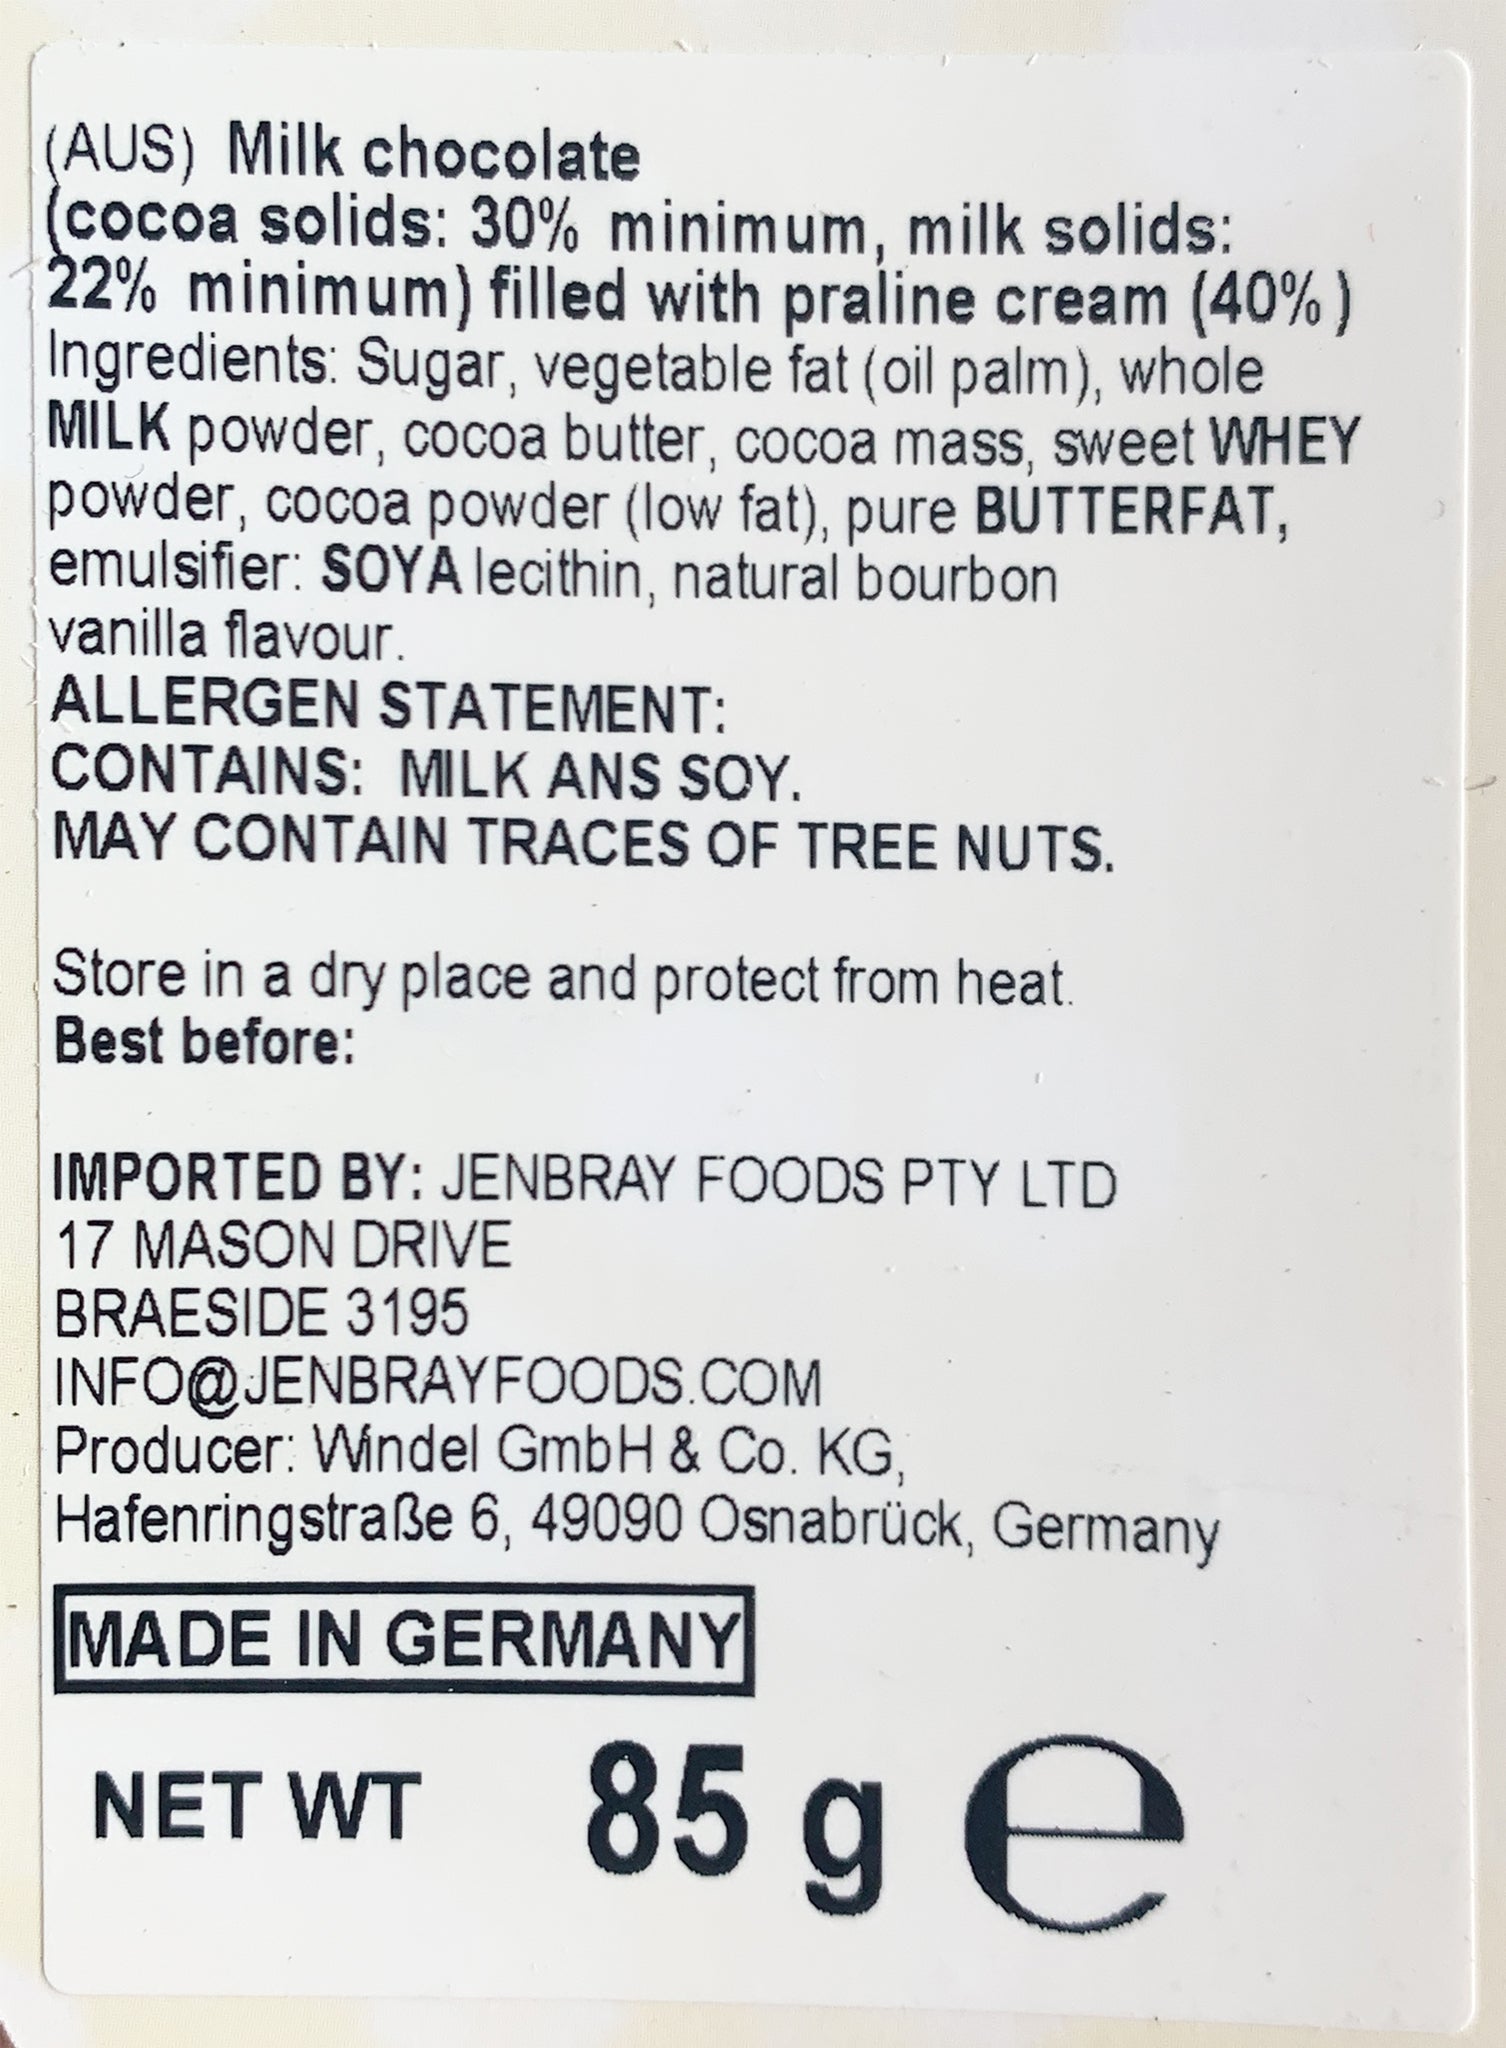 (AUS) Milk chocolate
(cocoa solids: 30% minimum, milk solids:
22% minimum) filled with praline cream (40%)
Ingredients: Sugar, vegetable fat (oil palm), whole
MILK powder, cocoa butter, cocoa mass, sweet WHEY
powder, cocoa powder (low fat), pure BUTTERFAT,
emulsifier: SOYA lecithin, natural bourbon
vanilla flavour.
ALLERGEN STATEMENT:
CONTAINS: MILK ANS SOY.
MAY CONTAIN TRACES OF TREE NUTS.
Store in a dry place and protect from heat.
Best before:
IMPORTED BY: JENBRAY FOODS PTY LTD
17 MASON DRIVE
BRAESIDE 3195
INFO@JENBRAYFOODS.COM
Producer: Windel GmbH & Co. KG,
Hafenringstraße 6, 49090 Osnabrück, Germany
MADE IN GERMANY
NET WT 85 g ℮